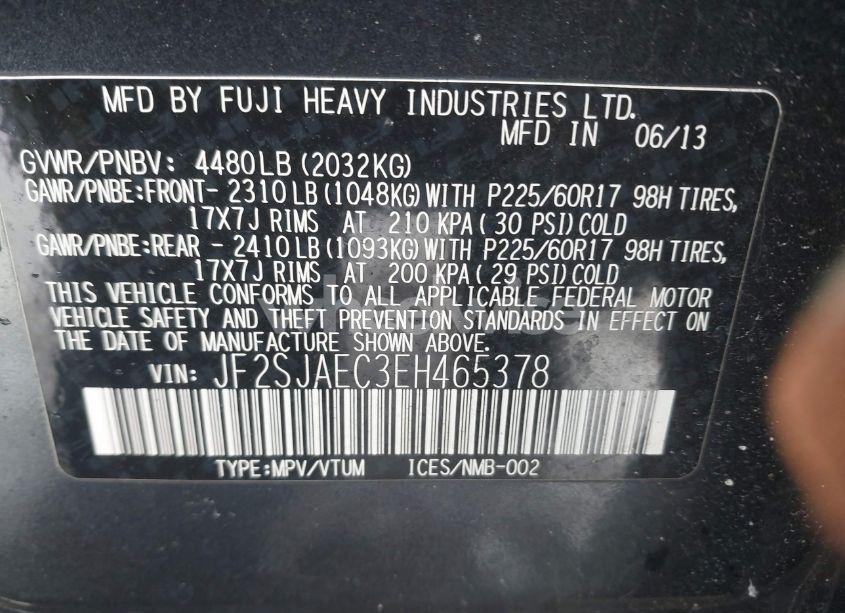 MFD BY FUJI HEAVY INDUSTRIES LTD.
MFD IN 06/13
GVWR/PNBV: 4480LB (2032KG)
GAWR/PNBE:FRONT- 2310LB (1048KG) WITH P225/60R17 98H TIRES,
17X7J RIMS AT 210 KPA ( 30 PSI) COLD
GAWR/PNBE:REAR - 2410LB (1093KG) WITH P225/60R17 98H TIRES,
17X7J RIMS AT 200 KPA ( 29 PSI) COLD
THIS VEHICLE CONFORMS TO ALL APPLICABLE FEDERAL MOTOR
VEHICLE SAFETY AND THEFT PREVENTION STANDARDS IN EFFECT ON
THE DATE OF MANUFACTURE SHOWN ABOVE.
VIN: JF2SJAEC3EH465378
TYPE:MPV/VTUM ICES/NMB-002